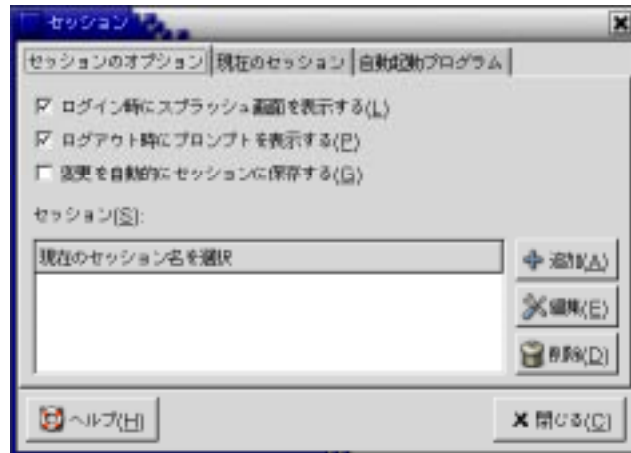 セッション
セッションのオプション 現在のセッション 自動起動プログラム
ログイン時にスプラッシュ画面を表示する(L)
ログアウト時にプロンプトを表示する(P)
変更を自動的にセッションに保存する(G)
セッション(S):
現在のセッション名を選択
追加(A)
編集(E)
削除(D)
ヘルプ(H) 閉じる(C)